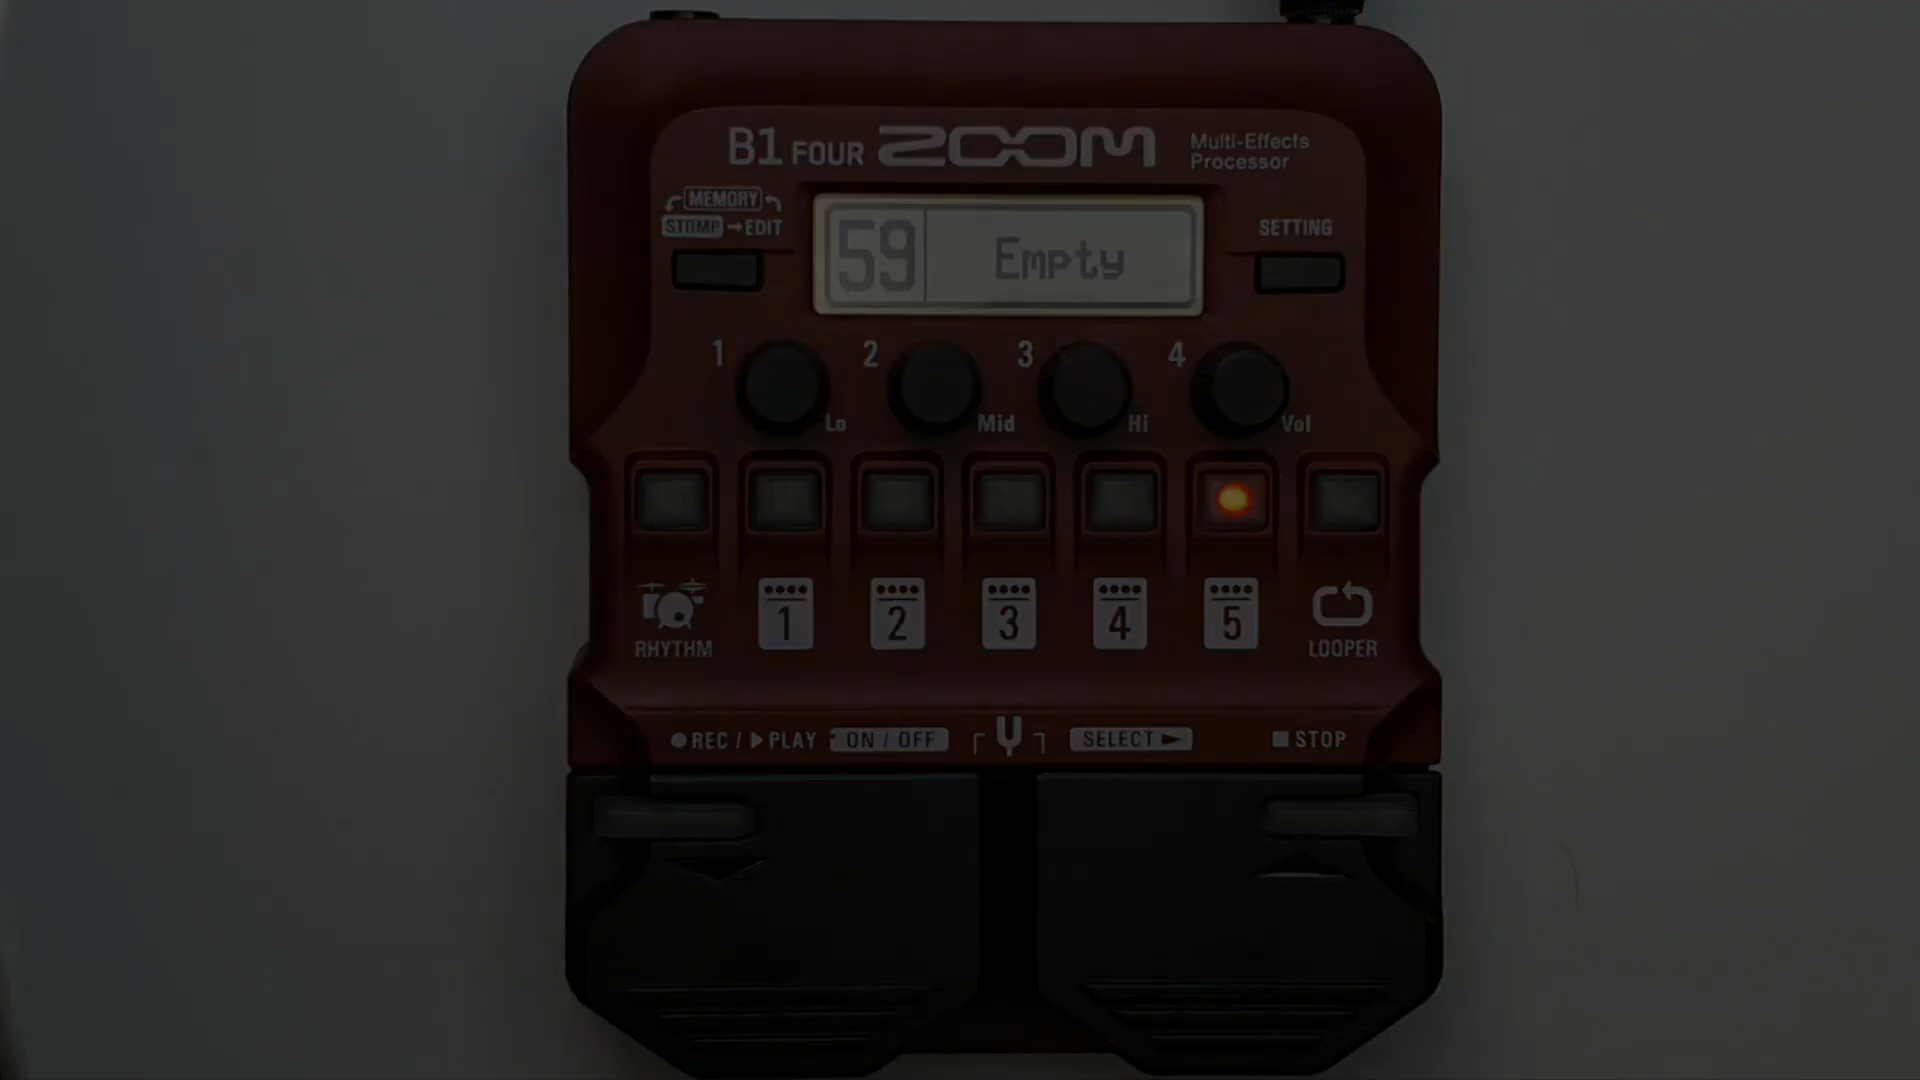 B1 FOUR ZOOM Multi-Effects
Processor
MEMORY
STOMP → EDIT
59 Empty
SETTING
1 2 3 4
Lo Mid Hi Vol
1 2 3 4 5
RHYTHM LOOPER
●REC / ▶PLAY ON / OFF SELECT ► ■STOP